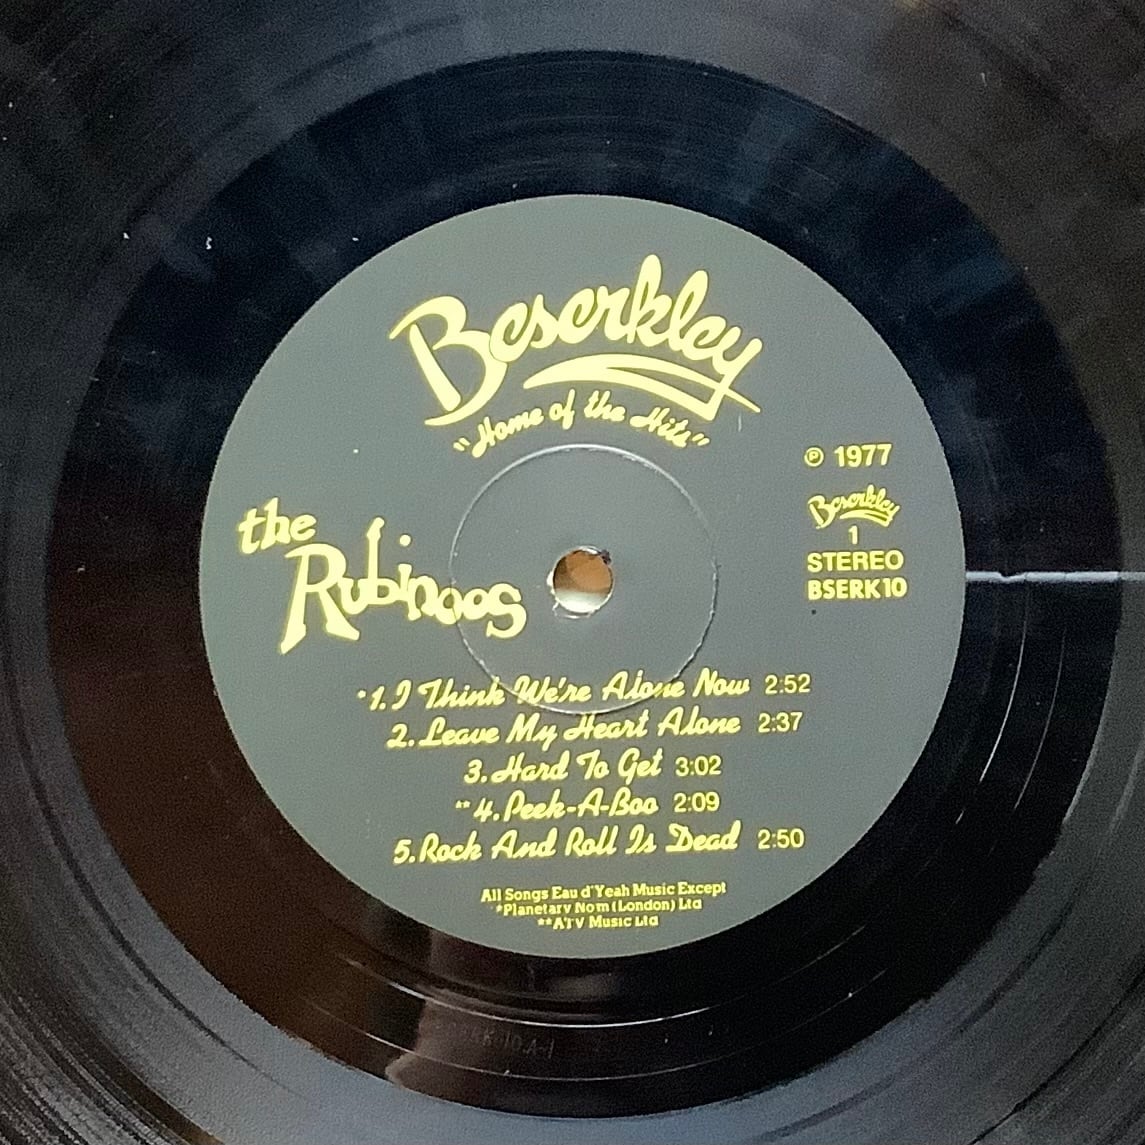 Beserkley
"Home of the Hits"
℗ 1977
Beserkley
1
STEREO
BSERK10
the
Rubinoos
*1. I Think We're Alone Now 2:52
2. Leave My Heart Alone 2:37
3. Hard To Get 3:02
**4. Peek-A-Boo 2:09
5. Rock And Roll Is Dead 2:50
All Songs Eau d'Yeah Music Except
*Planetary Nom (London) Ltd
**ATV Music Ltd